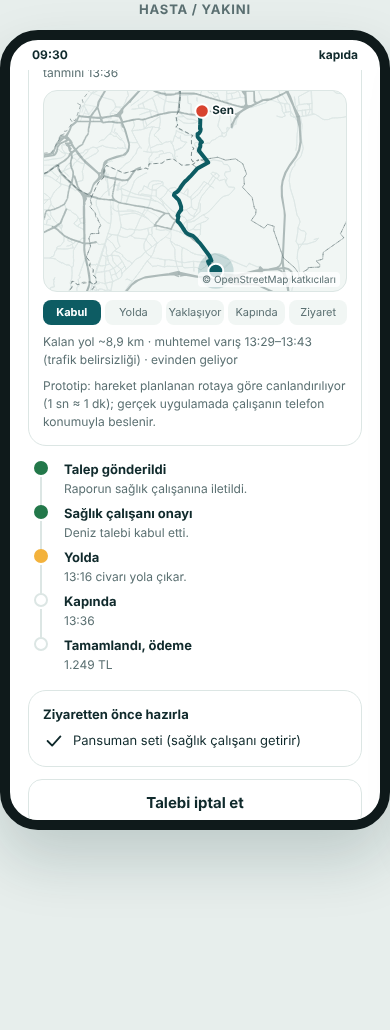 HASTA / YAKINI
09:30
kapıda
tahmini 13:36
Sen
© OpenStreetMap katkıcıları
Kabul
Yolda
Yaklaşıyor
Kapında
Ziyaret
Kalan yol ~8,9 km · muhtemel varış 13:29–13:43
(trafik belirsizliği) · evinden geliyor
Prototip: hareket planlanan rotaya göre canlandırılıyor
(1 sn ≈ 1 dk); gerçek uygulamada çalışanın telefon
konumuyla beslenir.
Talep gönderildi
Raporun sağlık çalışanına iletildi.
Sağlık çalışanı onayı
Deniz talebi kabul etti.
Yolda
13:16 civarı yola çıkar.
Kapında
13:36
Tamamlandı, ödeme
1.249 TL
Ziyaretten önce hazırla
Pansuman seti (sağlık çalışanı getirir)
Talebi iptal et